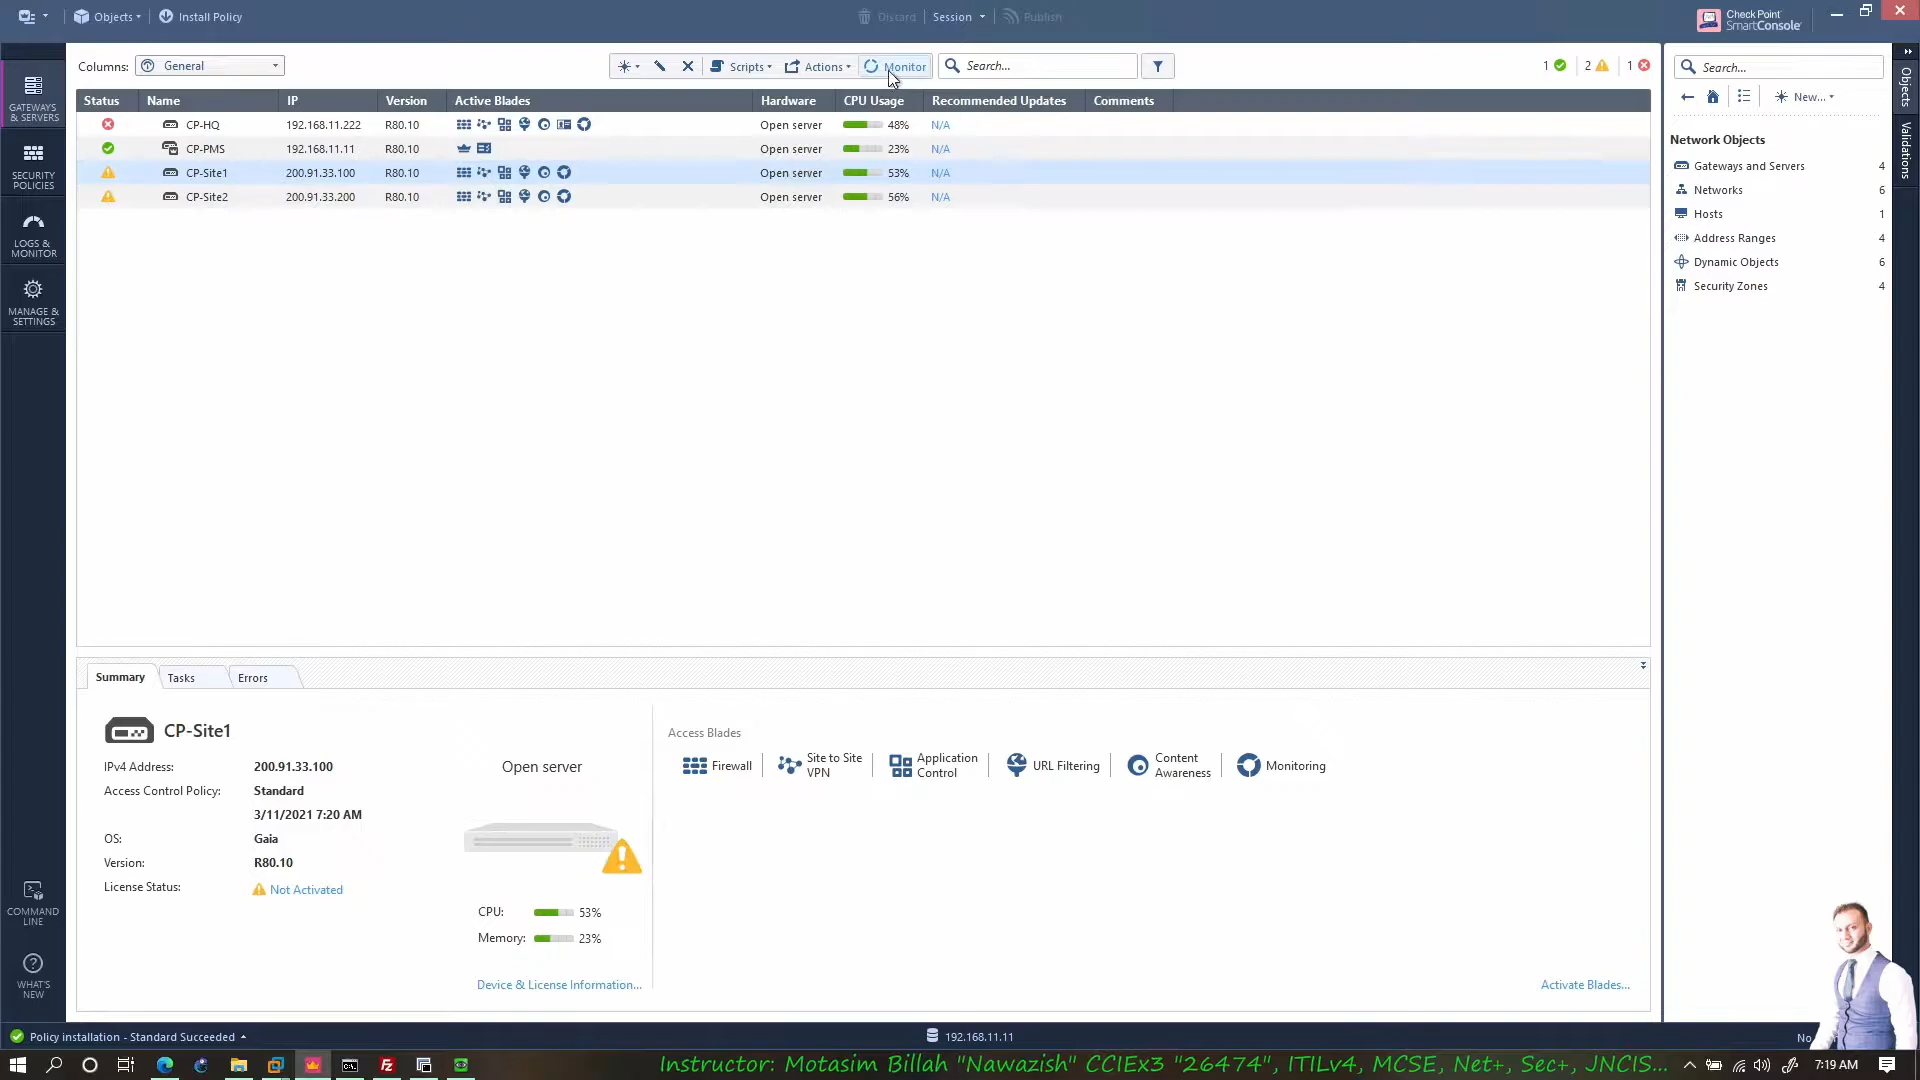 Objects
Install Policy
Discard
Session
Publish
Check Point
SmartConsole
GATEWAYS
& SERVERS
SECURITY
POLICIES
LOGS &
MONITOR
MANAGE &
SETTINGS
COMMAND
LINE
WHAT'S
NEW
Columns:
General
Scripts
Actions
Monitor
Search...
1
2
1
Status Name IP Version Active Blades Hardware CPU Usage Recommended Updates Comments
CP-HQ 192.168.11.222 R80.10 Open server 48% N/A
CP-PMS 192.168.11.11 R80.10 Open server 23% N/A
CP-Site1 200.91.33.100 R80.10 Open server 53% N/A
CP-Site2 200.91.33.200 R80.10 Open server 56% N/A
Summary
Tasks
Errors
CP-Site1
IPv4 Address: 200.91.33.100
Access Control Policy: Standard
3/11/2021 7:20 AM
OS: Gaia
Version: R80.10
License Status: Not Activated
Open server
CPU: 53%
Memory: 23%
Device & License Information...
Access Blades
Firewall
Site to Site
VPN
Application
Control
URL Filtering
Content
Awareness
Monitoring
Activate Blades...
Search...
New...
Network Objects
Gateways and Servers 4
Networks 6
Hosts 1
Address Ranges 4
Dynamic Objects 6
Security Zones 4
Objects
Validations
Policy installation - Standard Succeeded
192.168.11.11
No
Instructor: Motasim Billah "Nawazish" CCIEx3 "26474", ITILv4, MCSE, Net+, Sec+, JNCIS...
7:19 AM